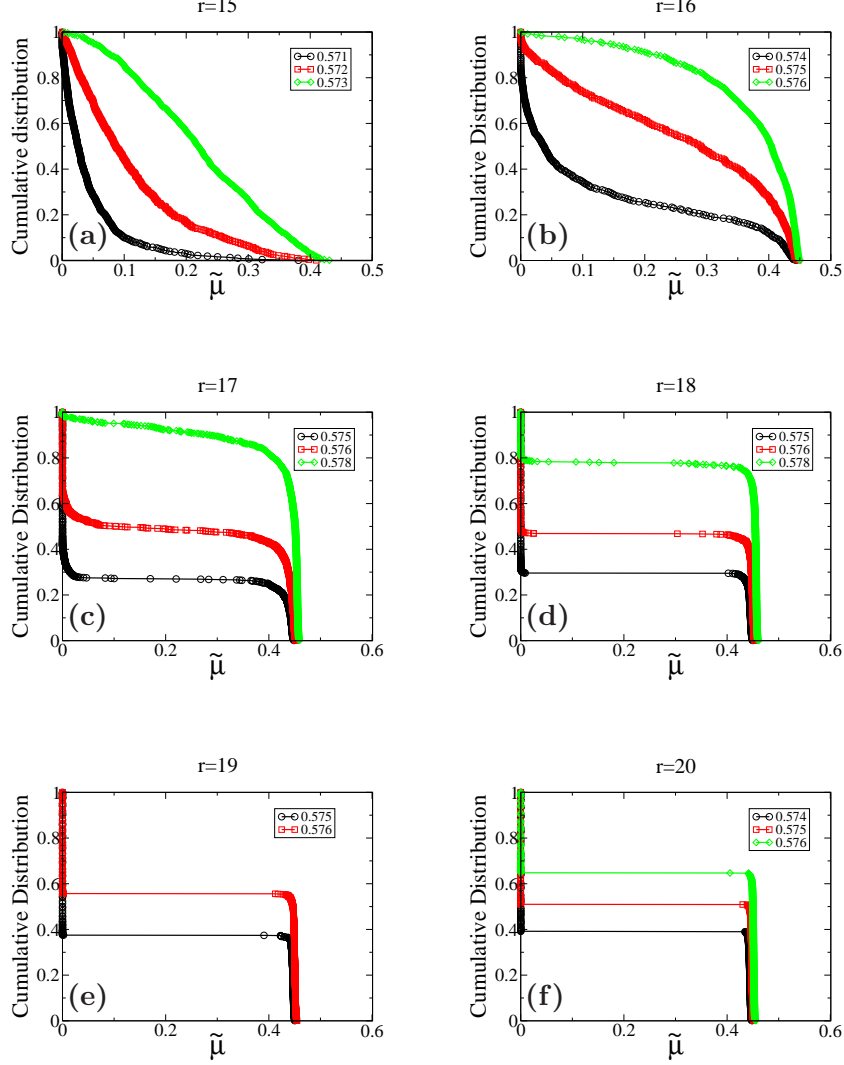 r=15
Cumulative distribution
1
0.8
0.6
0.4
0.2
0
0.571
0.572
0.573
(a)
0 0.1 0.2 0.3 0.4 0.5
μ̃
r=16
Cumulative Distribution
1
0.8
0.6
0.4
0.2
0
0.574
0.575
0.576
(b)
0 0.1 0.2 0.3 0.4 0.5
μ̃
r=17
Cumulative Distribution
1
0.8
0.6
0.4
0.2
0
0.575
0.576
0.578
(c)
0 0.2 0.4 0.6
μ̃
r=18
Cumulative Distribution
1
0.8
0.6
0.4
0.2
0
0.575
0.576
0.578
(d)
0 0.2 0.4 0.6
μ̃
r=19
Cumulative Distribution
1
0.8
0.6
0.4
0.2
0
0.575
0.576
(e)
0 0.2 0.4 0.6
μ̃
r=20
Cumulative Distribution
1
0.8
0.6
0.4
0.2
0
0.574
0.575
0.576
(f)
0 0.2 0.4 0.6
μ̃